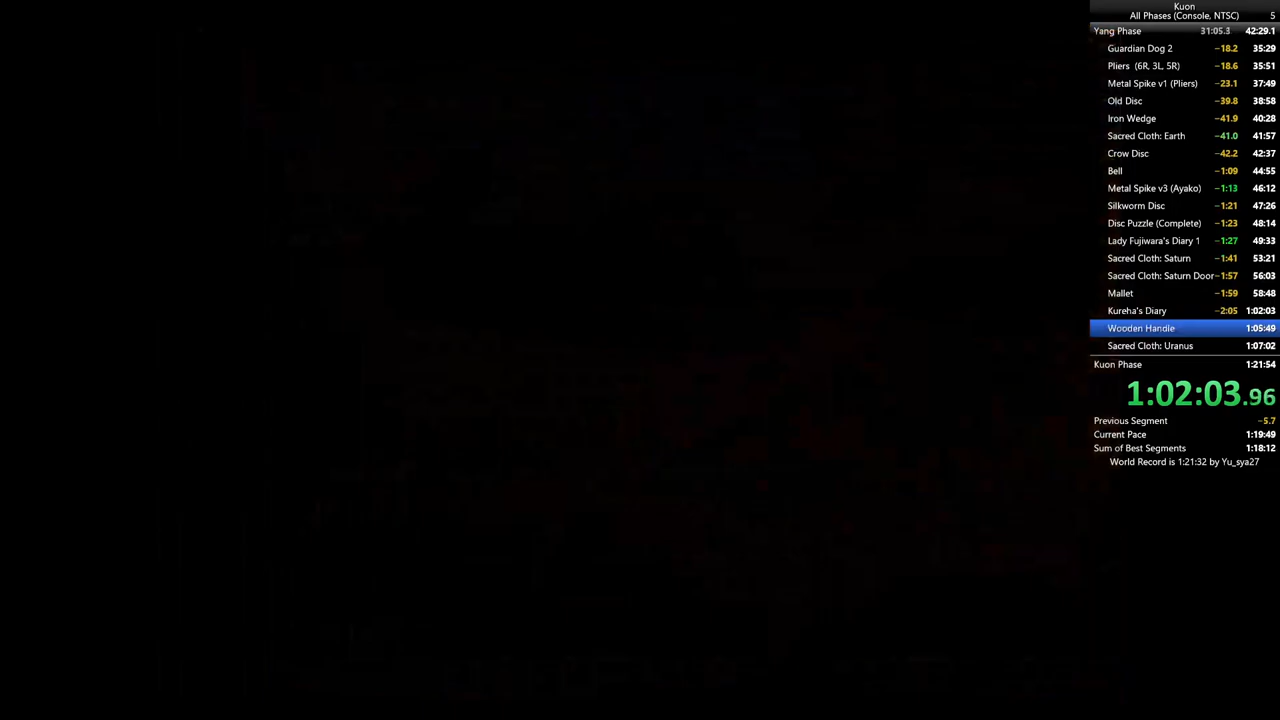 Kuon
All Phases (Console, NTSC) 5
Yang Phase 31:05.3 42:29.1
Guardian Dog 2 −18.2 35:29
Pliers (6R, 3L, 5R) −18.6 35:51
Metal Spike v1 (Pliers) −23.1 37:49
Old Disc −39.8 38:58
Iron Wedge −41.9 40:28
Sacred Cloth: Earth −41.0 41:57
Crow Disc −42.2 42:37
Bell −1:09 44:55
Metal Spike v3 (Ayako) −1:13 46:12
Silkworm Disc −1:21 47:26
Disc Puzzle (Complete) −1:23 48:14
Lady Fujiwara's Diary 1 −1:27 49:33
Sacred Cloth: Saturn −1:41 53:21
Sacred Cloth: Saturn Door −1:57 56:03
Mallet −1:59 58:48
Kureha's Diary −2:05 1:02:03
Wooden Handle 1:05:49
Sacred Cloth: Uranus 1:07:02
Kuon Phase 1:21:54
1:02:03.96
Previous Segment −5.7
Current Pace 1:19:49
Sum of Best Segments 1:18:12
World Record is 1:21:32 by Yu_sya27